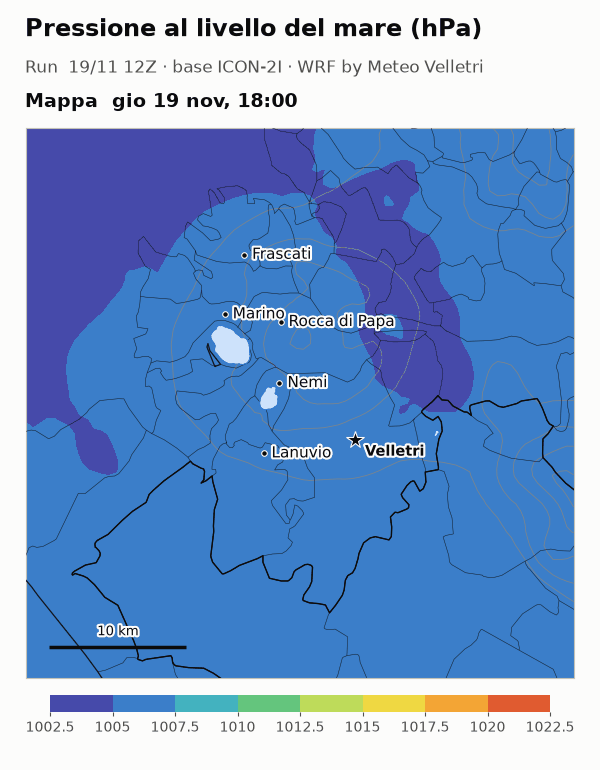 Pressione al livello del mare (hPa)
Run  19/11 12Z · base ICON-2I · WRF by Meteo Velletri
Mappa  gio 19 nov, 18:00
Frascati
Marino
Rocca di Papa
Nemi
Velletri
Lanuvio
10 km
1002.5 1005 1007.5 1010 1012.5 1015 1017.5 1020 1022.5